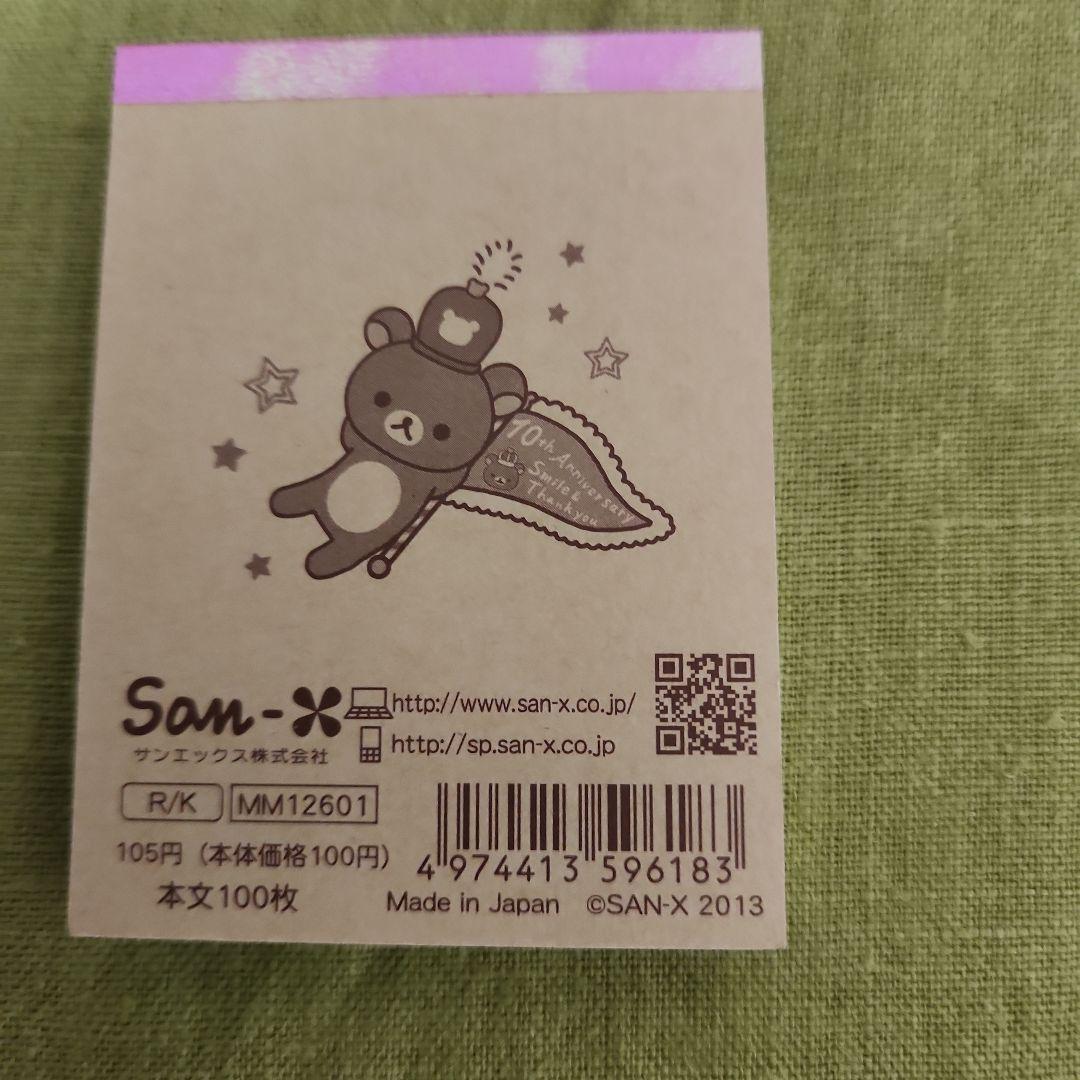 10th Anniversary
Smile &
Thank you
San-X
サンエックス株式会社
http://www.san-x.co.jp/
http://sp.san-x.co.jp
R/K MM12601
105円（本体価格100円）
本文100枚
4 974413 596183
Made in Japan ©SAN-X 2013